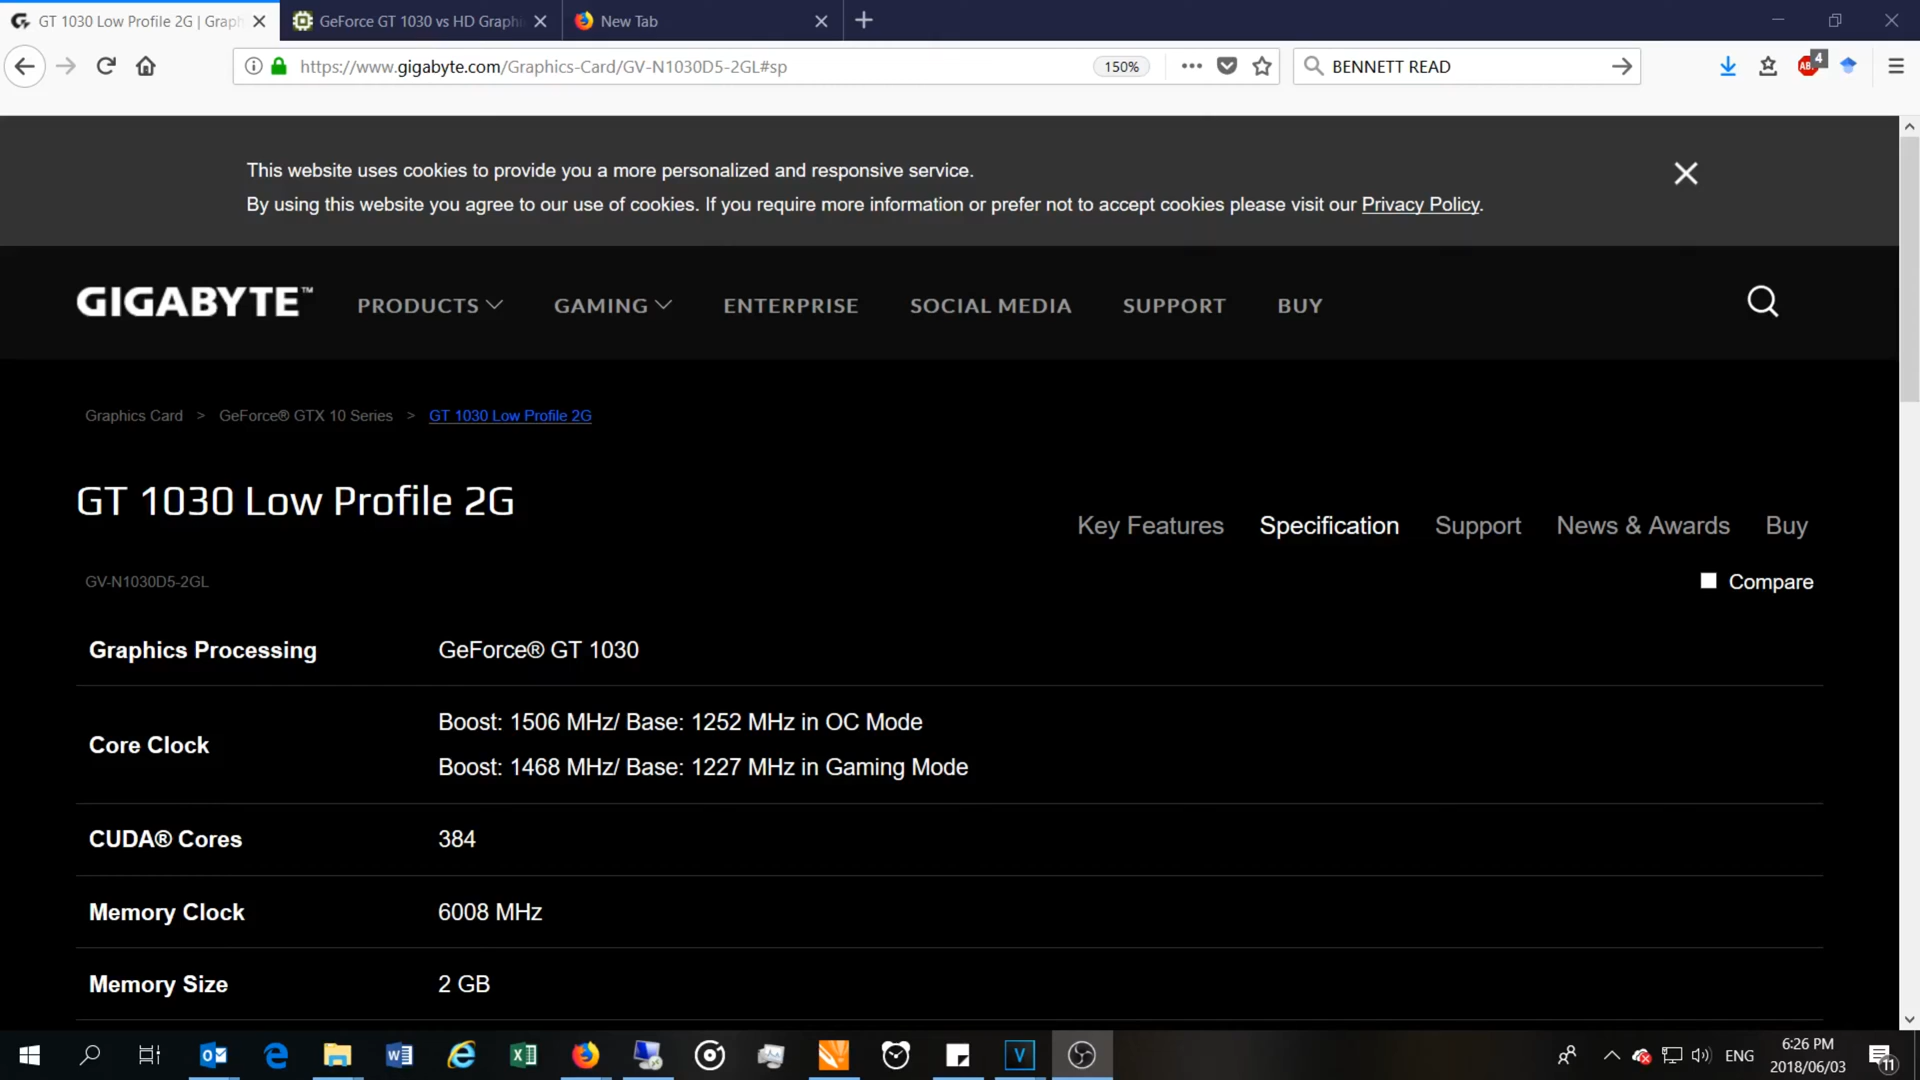 GT 1030 Low Profile 2G | Graph
GeForce GT 1030 vs HD Graphi
New Tab
https://www.gigabyte.com/Graphics-Card/GV-N1030D5-2GL#sp
150%
BENNETT READ
4
This website uses cookies to provide you a more personalized and responsive service.
By using this website you agree to our use of cookies. If you require more information or prefer not to accept cookies please visit our Privacy Policy.
GIGABYTE™
PRODUCTS
GAMING
ENTERPRISE
SOCIAL MEDIA
SUPPORT
BUY
Graphics Card > GeForce® GTX 10 Series > GT 1030 Low Profile 2G
GT 1030 Low Profile 2G
Key Features
Specification
Support
News & Awards
Buy
GV-N1030D5-2GL
Compare
Graphics Processing
GeForce® GT 1030
Core Clock
Boost: 1506 MHz/ Base: 1252 MHz in OC Mode
Boost: 1468 MHz/ Base: 1227 MHz in Gaming Mode
CUDA® Cores
384
Memory Clock
6008 MHz
Memory Size
2 GB
ENG
6:26 PM
2018/06/03
11